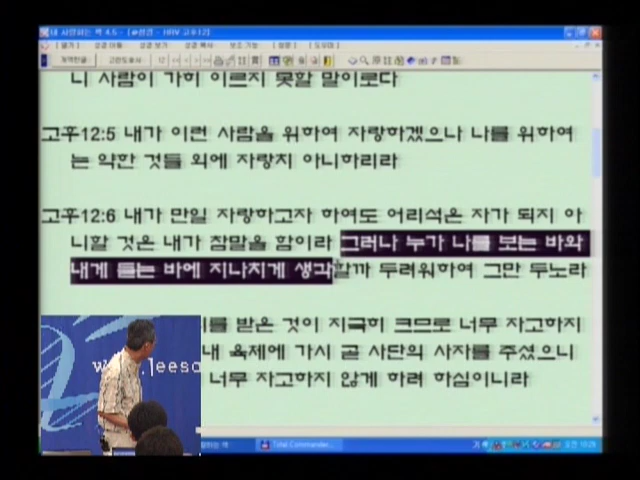 니 사람이 가히 이르지 못할 말이로다
고후12:5 내가 이런 사람을 위하여 자랑하겠으나 나를 위하여
는 약한 것들 외에 자랑치 아니하리라
고후12:6 내가 만일 자랑하고자 하여도 어리석은 자가 되지 아
니할 것은 내가 참말을 함이라 그러나 누가 나를 보는 바와
내게 듣는 바에 지나치게 생각할까 두려워하여 그만 두노라
를 받은 것이 지극히 크므로 너무 자고하지
내 육체에 가시 곧 사단의 사자를 주셨으니
너무 자고하지 않게 하려 하심이니라
Total Commander...